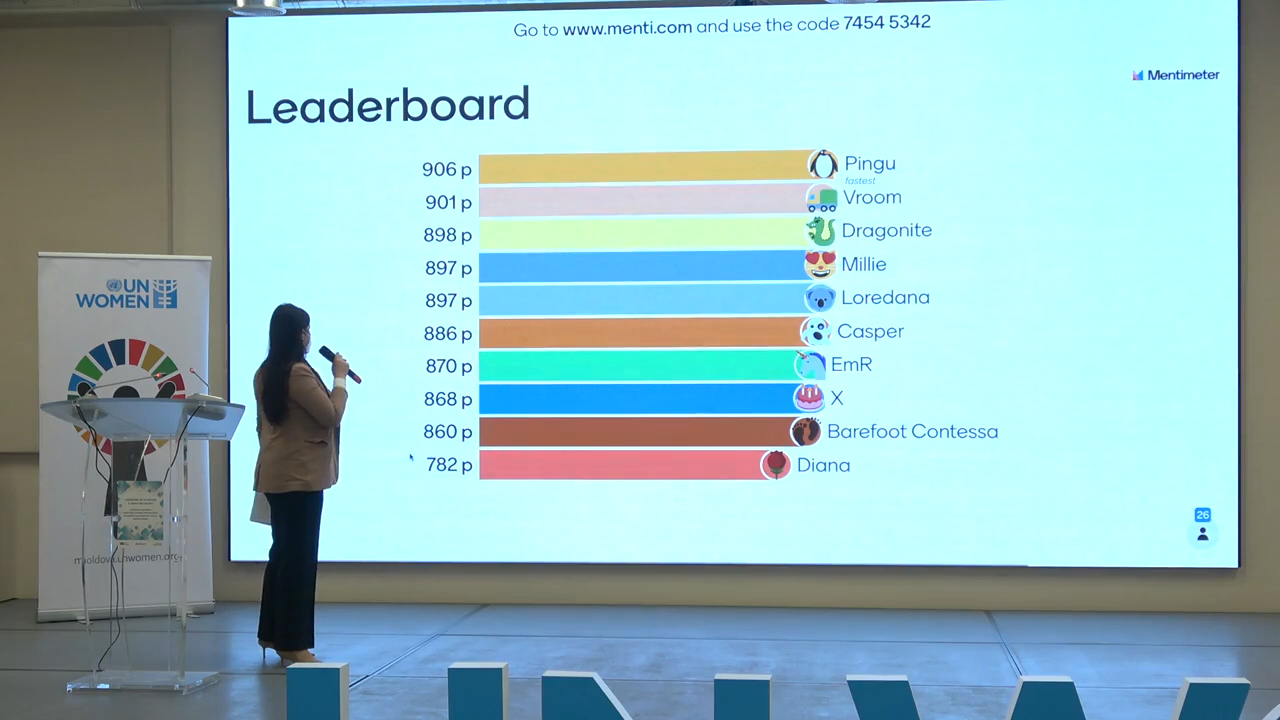 Go to www.menti.com and use the code 7454 5342
Mentimeter
Leaderboard
906 p Pingu
fastest
901 p Vroom
898 p Dragonite
897 p Millie
897 p Loredana
886 p Casper
870 p EmR
868 p X
860 p Barefoot Contessa
782 p Diana
26
UN
WOMEN
moldova.unwomen.org